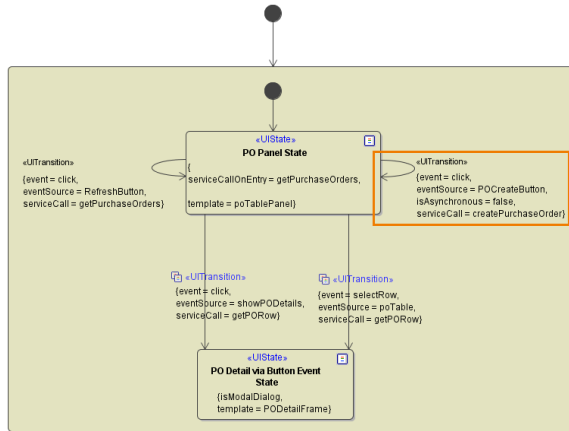 «UIState»
PO Panel State
{
serviceCallOnEntry = getPurchaseOrders,
template = poTablePanel}
«UITransition»
{event = click,
eventSource = RefreshButton,
serviceCall = getPurchaseOrders}
«UITransition»
{event = click,
eventSource = POCreateButton,
isAsynchronous = false,
serviceCall = createPurchaseOrder}
«UITransition»
{event = click,
eventSource = showPODetails,
serviceCall = getPORow}
«UITransition»
{event = selectRow,
eventSource = poTable,
serviceCall = getPORow}
«UIState»
PO Detail via Button Event
State
{isModalDialog,
template = PODetailFrame}